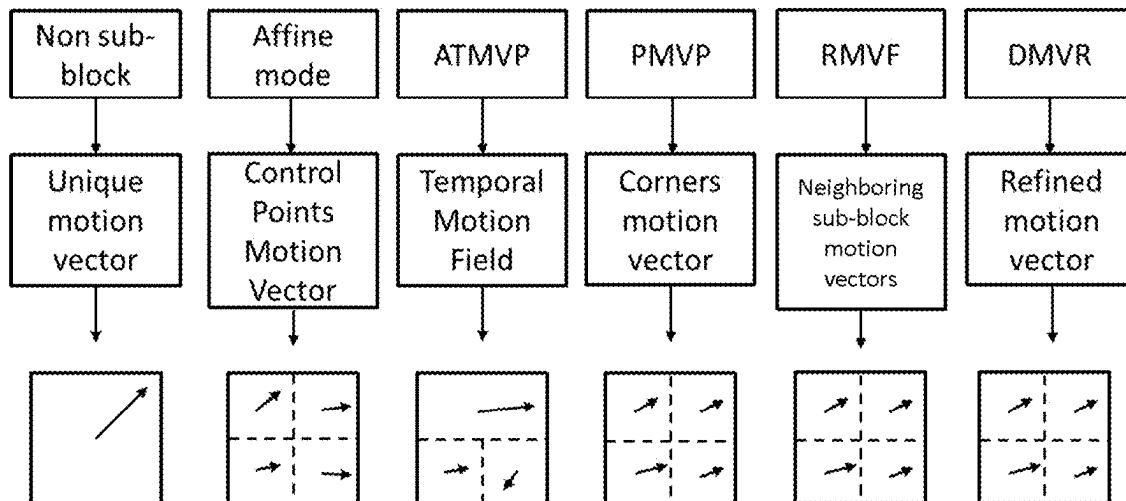 Non sub-
block
Affine
mode
ATMVP
PMVP
RMVF
DMVR
Unique
motion
vector
Control
Points
Motion
Vector
Temporal
Motion
Field
Corners
motion
vector
Neighboring
sub-block
motion
vectors
Refined
motion
vector